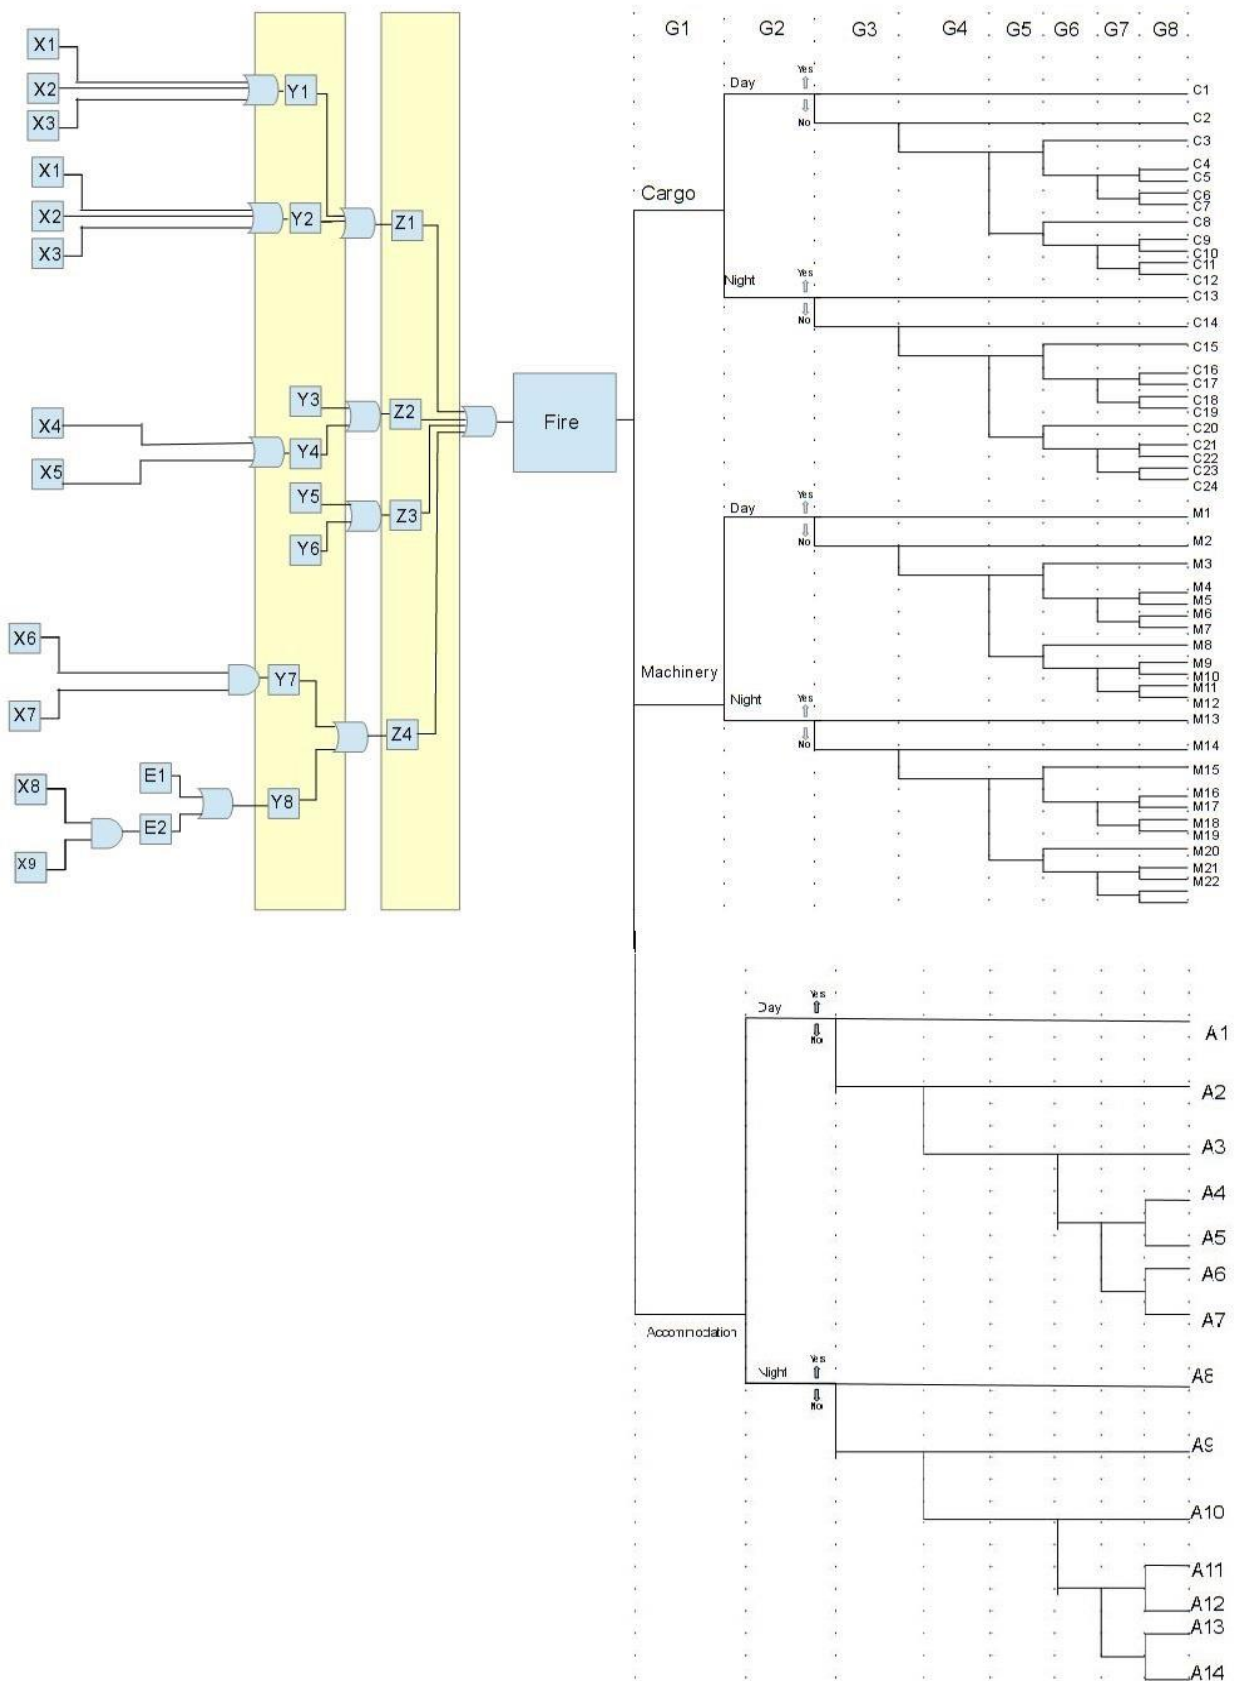 G1 G2 G3 G4 G5 G6 G7 G8
X1
X2
X3
Y1
X1
X2
X3
Y2
Z1
Y3
Z2
X4
X5
Y4
Y5
Z3
Y6
X6
X7
Y7
Z4
X8
E1
Y8
E2
X9
Fire
Cargo
Day
Yes
No
C1
C2
C3
C4
C5
C6
C7
C8
C9
C10
C11
C12
Night
Yes
No
C13
C14
C15
C16
C17
C18
C19
C20
C21
C22
C23
C24
Machinery
Day
Yes
No
M1
M2
M3
M4
M5
M6
M7
M8
M9
M10
M11
M12
Night
Yes
No
M13
M14
M15
M16
M17
M18
M19
M20
M21
M22
Accommodation
Day
Yes
No
A1
A2
A3
A4
A5
A6
A7
Night
Yes
No
A8
A9
A10
A11
A12
A13
A14